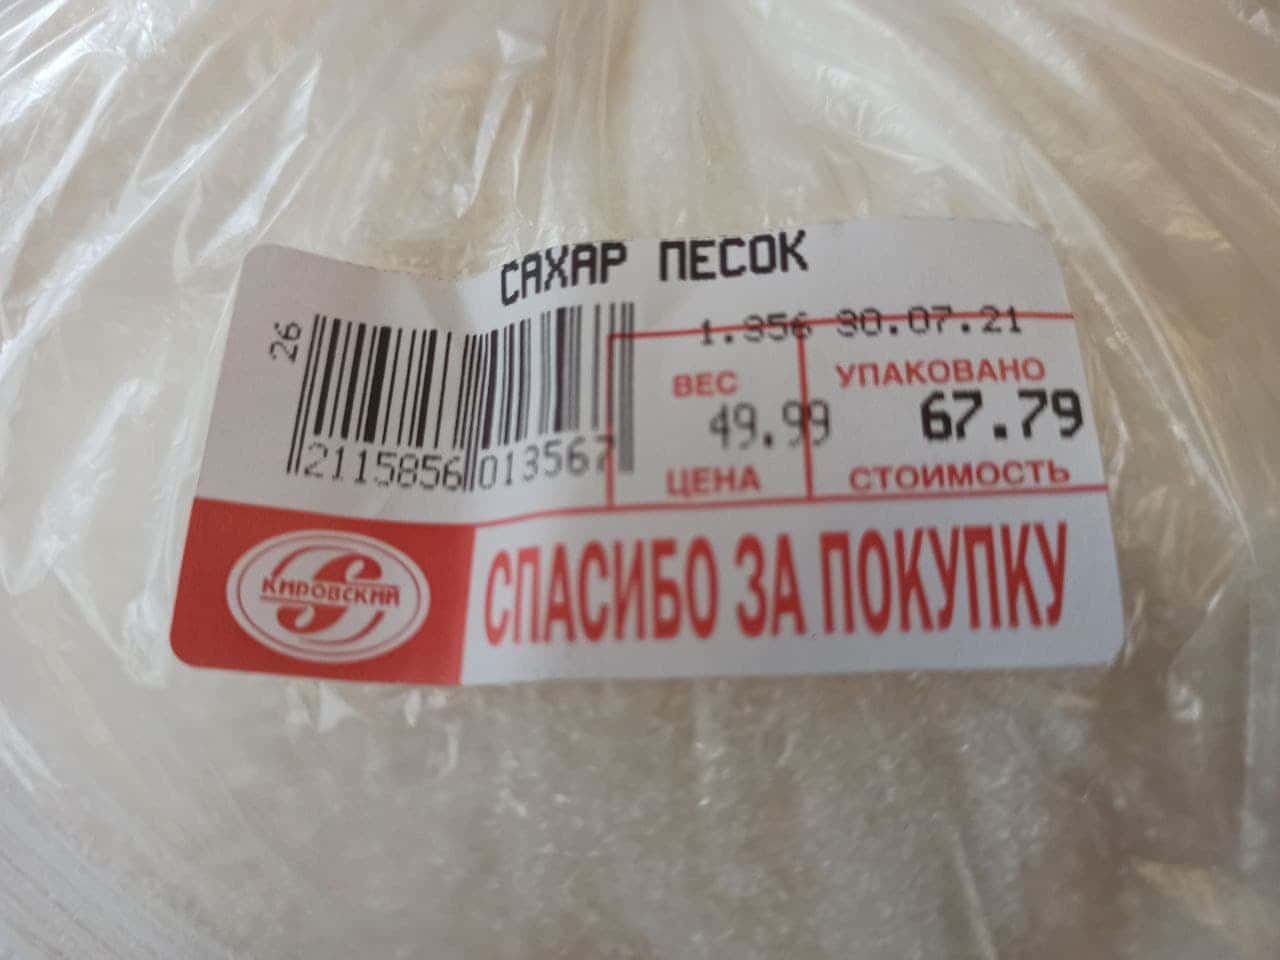 САХАР ПЕСОК
26
1.356 30.07.21
ВЕС УПАКОВАНО
49.99 67.79
2115856 013567
ЦЕНА СТОИМОСТЬ
КИРОВСКИЙ
СПАСИБО ЗА ПОКУПКУ